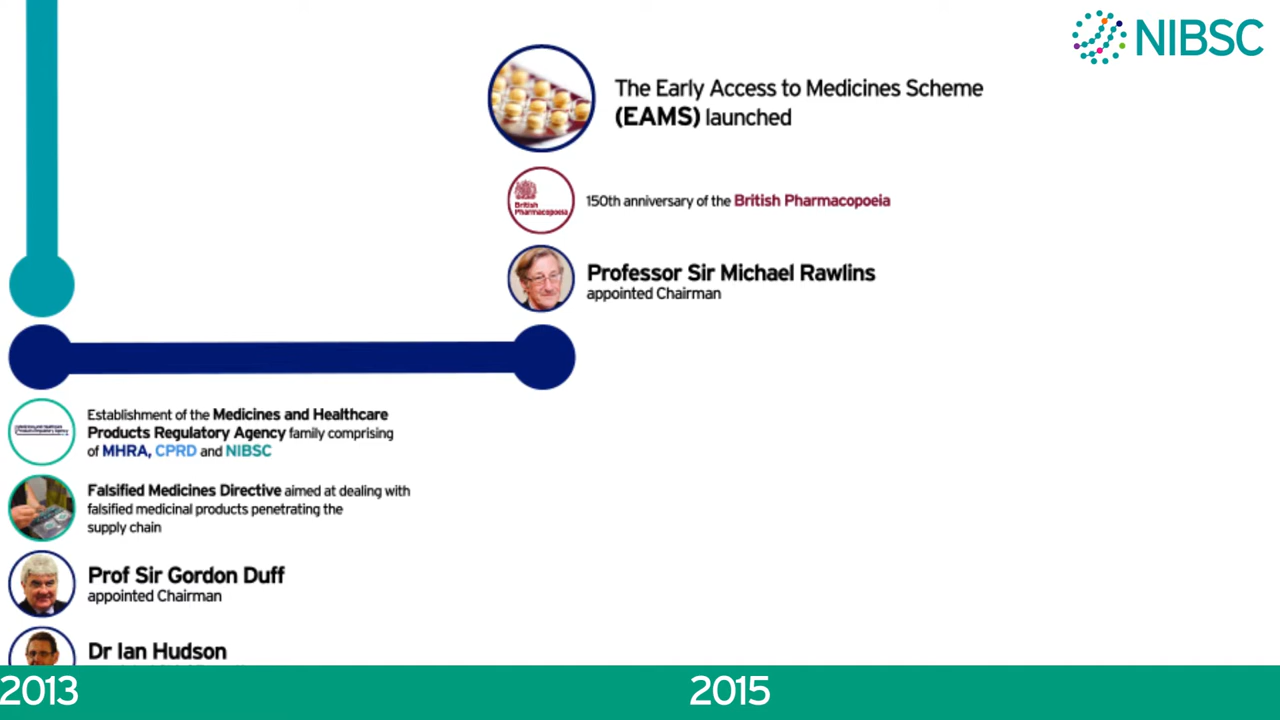 NIBSC
The Early Access to Medicines Scheme
(EAMS) launched
British
Pharmacopoeia
150th anniversary of the British Pharmacopoeia
Professor Sir Michael Rawlins
appointed Chairman
Establishment of the Medicines and Healthcare
Products Regulatory Agency family comprising
of MHRA, CPRD and NIBSC
Falsified Medicines Directive aimed at dealing with
falsified medicinal products penetrating the
supply chain
Prof Sir Gordon Duff
appointed Chairman
Dr Ian Hudson
2013
2015